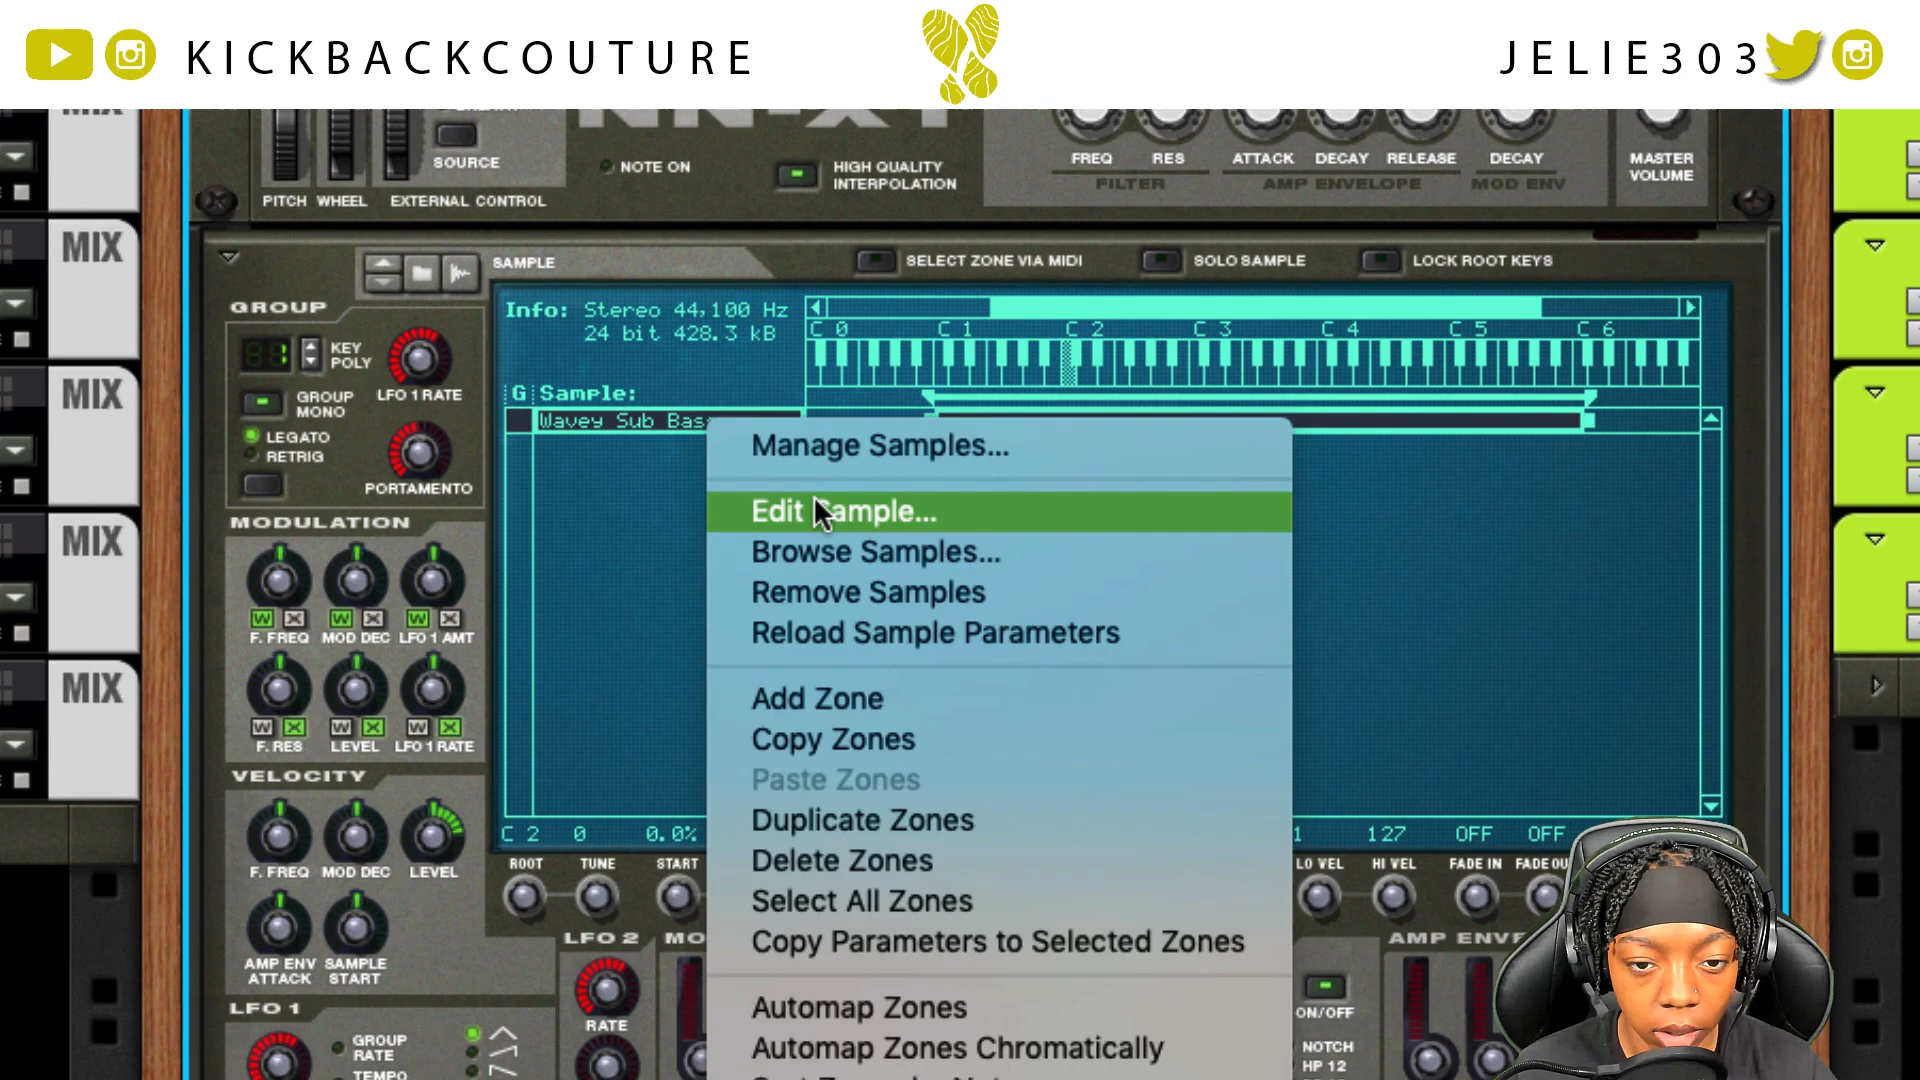 KICKBACKCOUTURE
JELIE303
MIX
MIX
MIX
MIX
MIX
NN-XT
SOURCE
NOTE ON
HIGH QUALITY
INTERPOLATION
FREQ RES ATTACK DECAY RELEASE DECAY
FILTER AMP ENVELOPE MOD ENV
MASTER
VOLUME
PITCH WHEEL EXTERNAL CONTROL
SAMPLE
SELECT ZONE VIA MIDI
SOLO SAMPLE
LOCK ROOT KEYS
GROUP
KEY
POLY
LFO 1 RATE
GROUP
MONO
LEGATO
RETRIG
PORTAMENTO
Info: Stereo 44,100 Hz
24 bit 428.3 kB
C 0 C 1 C 2 C 3 C 4 C 5 C 6
G Sample:
Wavey Sub Bas
Manage Samples...
Edit Sample...
Browse Samples...
Remove Samples
Reload Sample Parameters
Add Zone
Copy Zones
Paste Zones
Duplicate Zones
Delete Zones
Select All Zones
Copy Parameters to Selected Zones
Automap Zones
Automap Zones Chromatically
MODULATION
W X W X W X
F. FREQ MOD DEC LFO 1 AMT
W X W X W X
F. RES LEVEL LFO 1 RATE
VELOCITY
F. FREQ MOD DEC LEVEL
AMP ENV
ATTACK
SAMPLE
START
LFO 1
GROUP
RATE
TEMPO
C 2 0 0.0%
1 127 OFF OFF
ROOT TUNE START
LO VEL HI VEL FADE IN FADE OU
LFO 2 MO
RATE
AMP ENVE
ON/OFF
NOTCH
HP 12